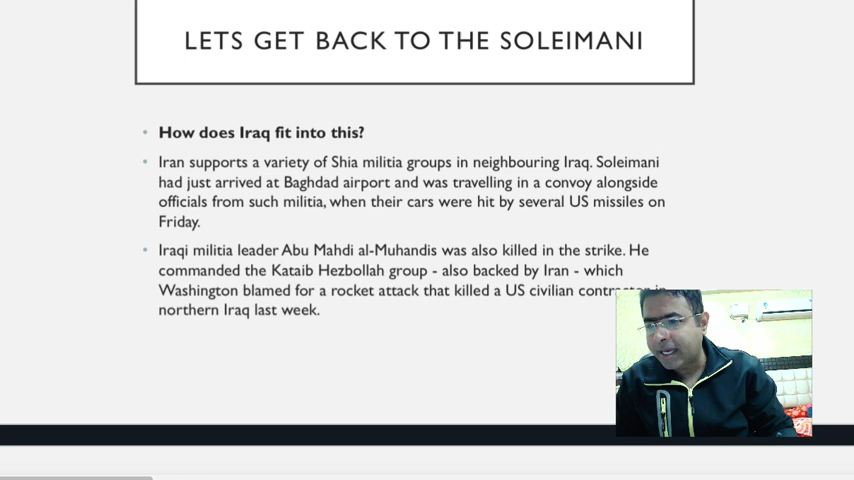 LETS GET BACK TO THE SOLEIMANI
• How does Iraq fit into this?
• Iran supports a variety of Shia militia groups in neighbouring Iraq. Soleimani
had just arrived at Baghdad airport and was travelling in a convoy alongside
officials from such militia, when their cars were hit by several US missiles on
Friday.
• Iraqi militia leader Abu Mahdi al-Muhandis was also killed in the strike. He
commanded the Kataib Hezbollah group - also backed by Iran - which
Washington blamed for a rocket attack that killed a US civilian contractor in
northern Iraq last week.